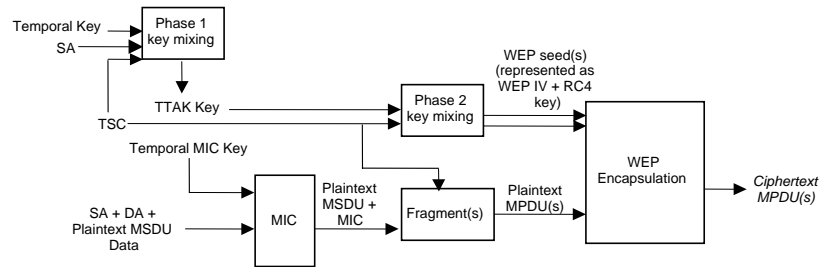 Temporal Key
SA
Phase 1
key mixing
TTAK Key
TSC
Phase 2
key mixing
WEP seed(s)
(represented as
WEP IV + RC4
key)
WEP
Encapsulation
Ciphertext
MPDU(s)
Temporal MIC Key
SA + DA +
Plaintext MSDU
Data
MIC
Plaintext
MSDU +
MIC
Fragment(s)
Plaintext
MPDU(s)